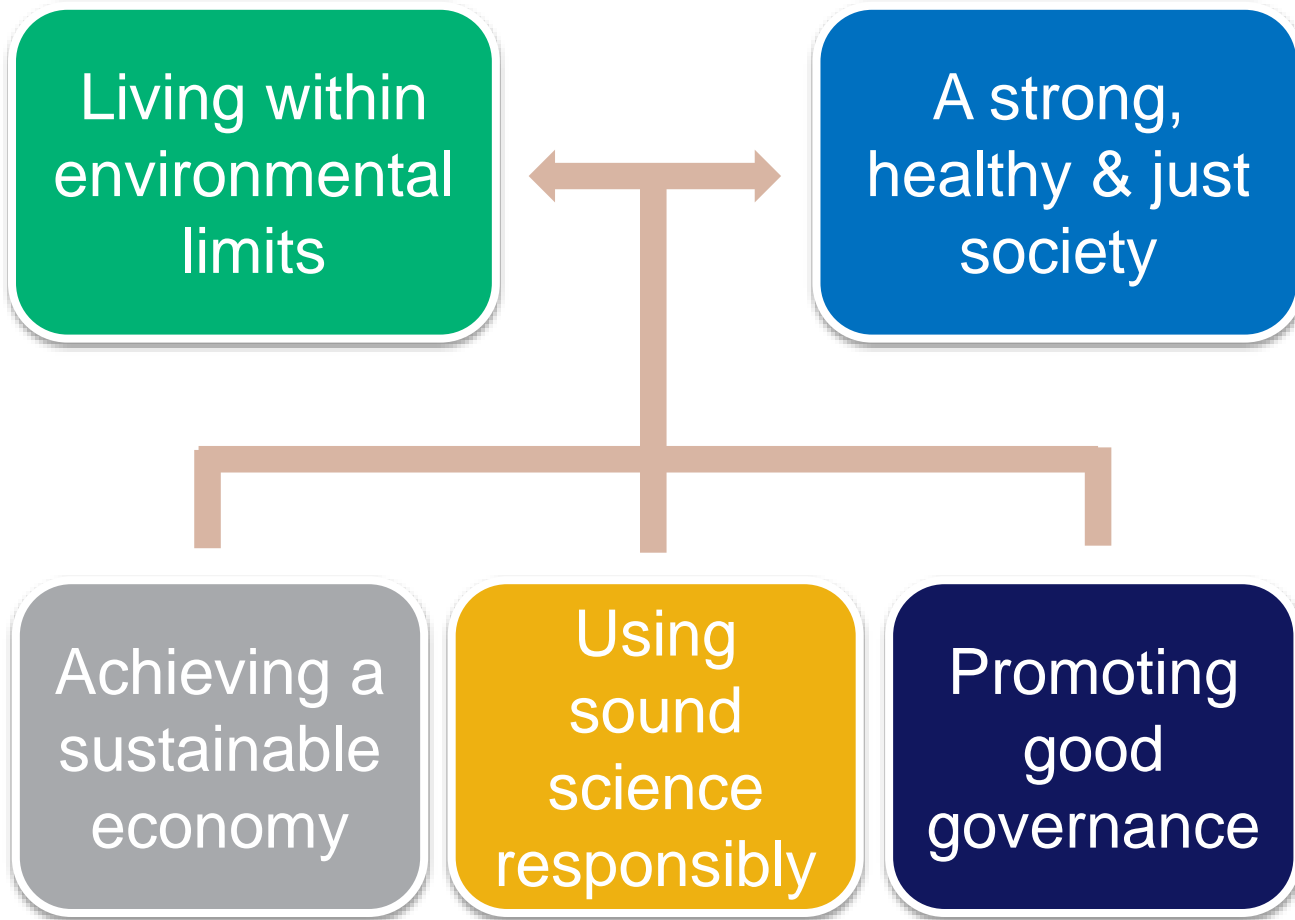 Living within
environmental
limits
A strong,
healthy & just
society
Achieving a
sustainable
economy
Using
sound
science
responsibly
Promoting
good
governance